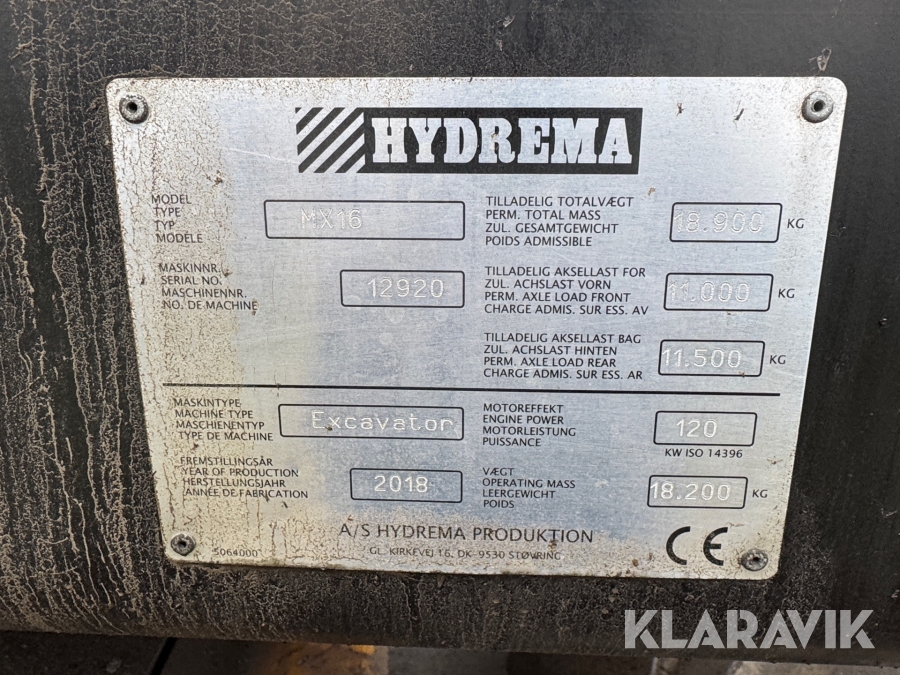 HYDREMA
MODEL
TYPE
TYP
MODÈLE
MX16
TILLADELIG TOTALVÆGT
PERM. TOTAL MASS
ZUL. GESAMTGEWICHT
POIDS ADMISSIBLE
18.900 KG
MASKINNR.
SERIAL NO.
MASCHINENNR.
NO. DE MACHINE
12920
TILLADELIG AKSELLAST FOR
ZUL. ACHSLAST VORN
PERM. AXLE LOAD FRONT
CHARGE ADMIS. SUR ESS. AV
11.000 KG
TILLADELIG AKSELLAST BAG
ZUL. ACHSLAST HINTEN
PERM. AXLE LOAD REAR
CHARGE ADMIS. SUR ESS. AR
11.500 KG
MASKINTYPE
MACHINE TYPE
MASCHIENENTYP
TYPE DE MACHINE
Excavator
MOTOREFFEKT
ENGINE POWER
MOTORLEISTUNG
PUISSANCE
120
KW ISO 14396
FREMSTILLINGSÅR
YEAR OF PRODUCTION
HERSTELLUNGSJAHR
ANNÉE DE FABRICATION
2018
VÆGT
OPERATING MASS
LEERGEWICHT
POIDS
18.200 KG
A/S HYDREMA PRODUKTION
GL. KIRKEVEJ 16, DK-9530 STØVRING
5064000
CE
KLARAVIK